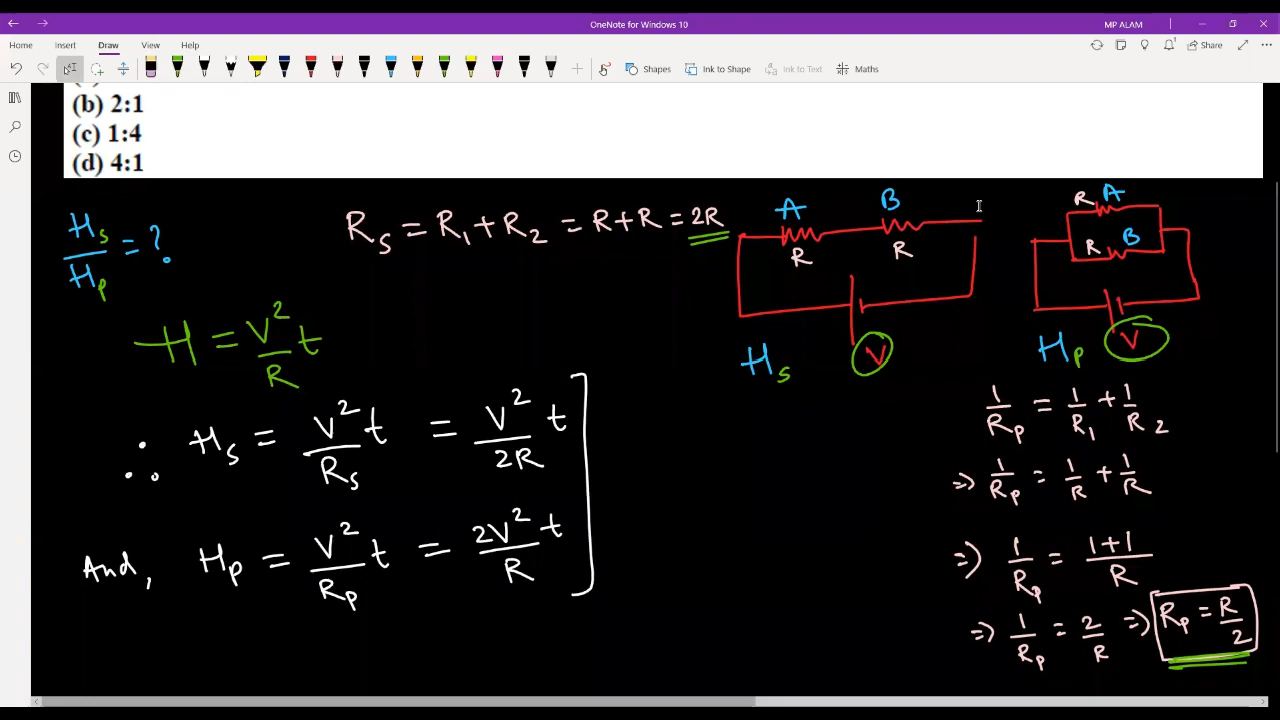 OneNote for Windows 10
MP ALAM
Home Insert Draw View Help
Share
Shapes Ink to Shape Ink to Text Maths
(b) 2:1
(c) 1:4
(d) 4:1
Hs/Hp = ?
Rs = R1 + R2 = R + R = 2R
A B
R R
Hs V
R A
R B
Hp V
H = V²/R t
∴ Hs = V²/Rs t = V²/2R t
And, Hp = V²/Rp t = 2V²/R t
1/Rp = 1/R1 + 1/R2
=> 1/Rp = 1/R + 1/R
=> 1/Rp = 1+1/R
=> 1/Rp = 2/R => Rp = R/2